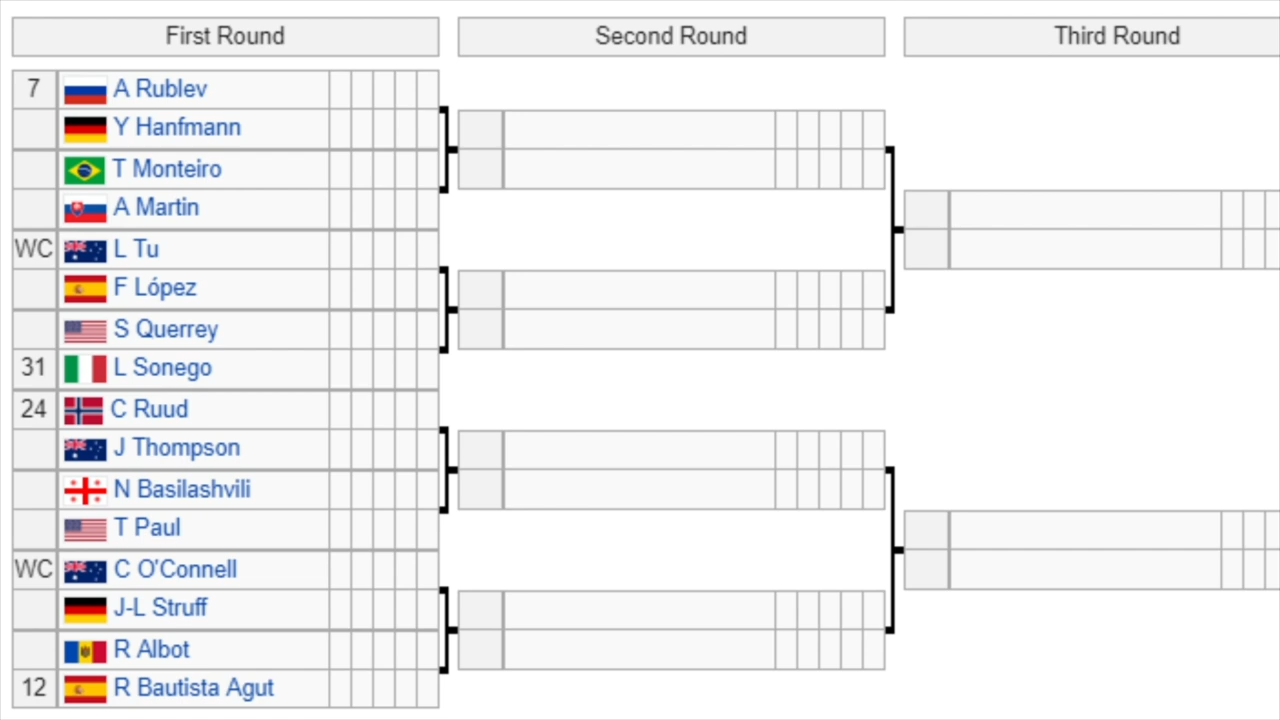 First Round Second Round Third Round
7 A Rublev
Y Hanfmann
T Monteiro
A Martin
WC L Tu
F López
S Querrey
31 L Sonego
24 C Ruud
J Thompson
N Basilashvili
T Paul
WC C O'Connell
J-L Struff
R Albot
12 R Bautista Agut